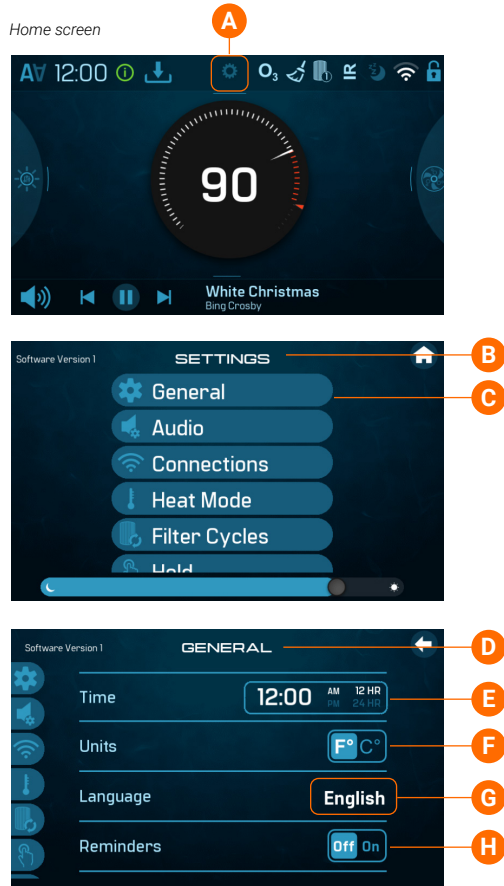 Home screen
A
A∀ 12:00 O₃ IR
90
White Christmas
Bing Crosby
Software Version 1 SETTINGS B
General C
Audio
Connections
Heat Mode
Filter Cycles
Hold
Software Version 1 GENERAL D
Time 12:00 AM PM 12 HR 24 HR E
Units F° C° F
Language English G
Reminders Off On H